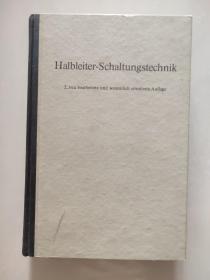 Halbleiter-Schaltungstechnik
2., neu bearbeitete und wesentlich erweiterte Auflage